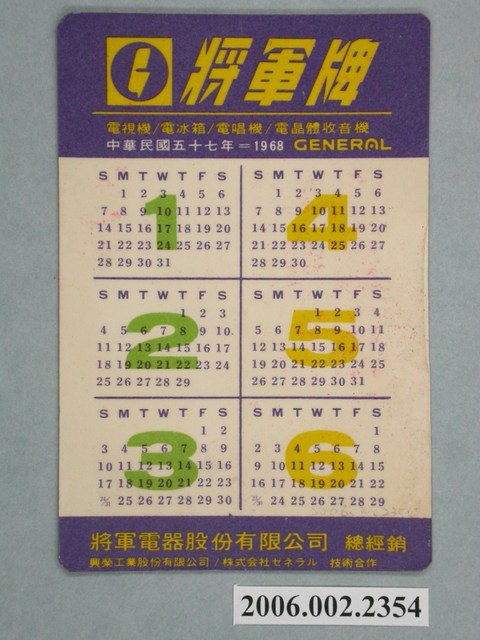 將軍牌
電視機/電冰箱/電唱機/電晶體收音機
中華民國五十七年=1968 GENERAL
1
S M T W T F S
1 2 3 4 5 6
7 8 9 10 11 12 13
14 15 16 17 18 19 20
21 22 23 24 25 26 27
28 29 30 31
2
S M T W T F S
1 2 3
4 5 6 7 8 9 10
11 12 13 14 15 16 17
18 19 20 21 22 23 24
25 26 27 28 29
3
S M T W T F S
1 2
3 4 5 6 7 8 9
10 11 12 13 14 15 16
17 18 19 20 21 22 23
24/31 25 26 27 28 29 30
4
S M T W T F S
1 2 3 4 5 6
7 8 9 10 11 12 13
14 15 16 17 18 19 20
21 22 23 24 25 26 27
28 29 30
5
S M T W T F S
1 2 3 4
5 6 7 8 9 10 11
12 13 14 15 16 17 18
19 20 21 22 23 24 25
26 27 28 29 30 31
6
S M T W T F S
1
2 3 4 5 6 7 8
9 10 11 12 13 14 15
16 17 18 19 20 21 22
23/30 24 25 26 27 28 29
將軍電器股份有限公司 總經銷
興榮工業股份有限公司/株式会社ゼネラル 技術合作
2006.002.2354